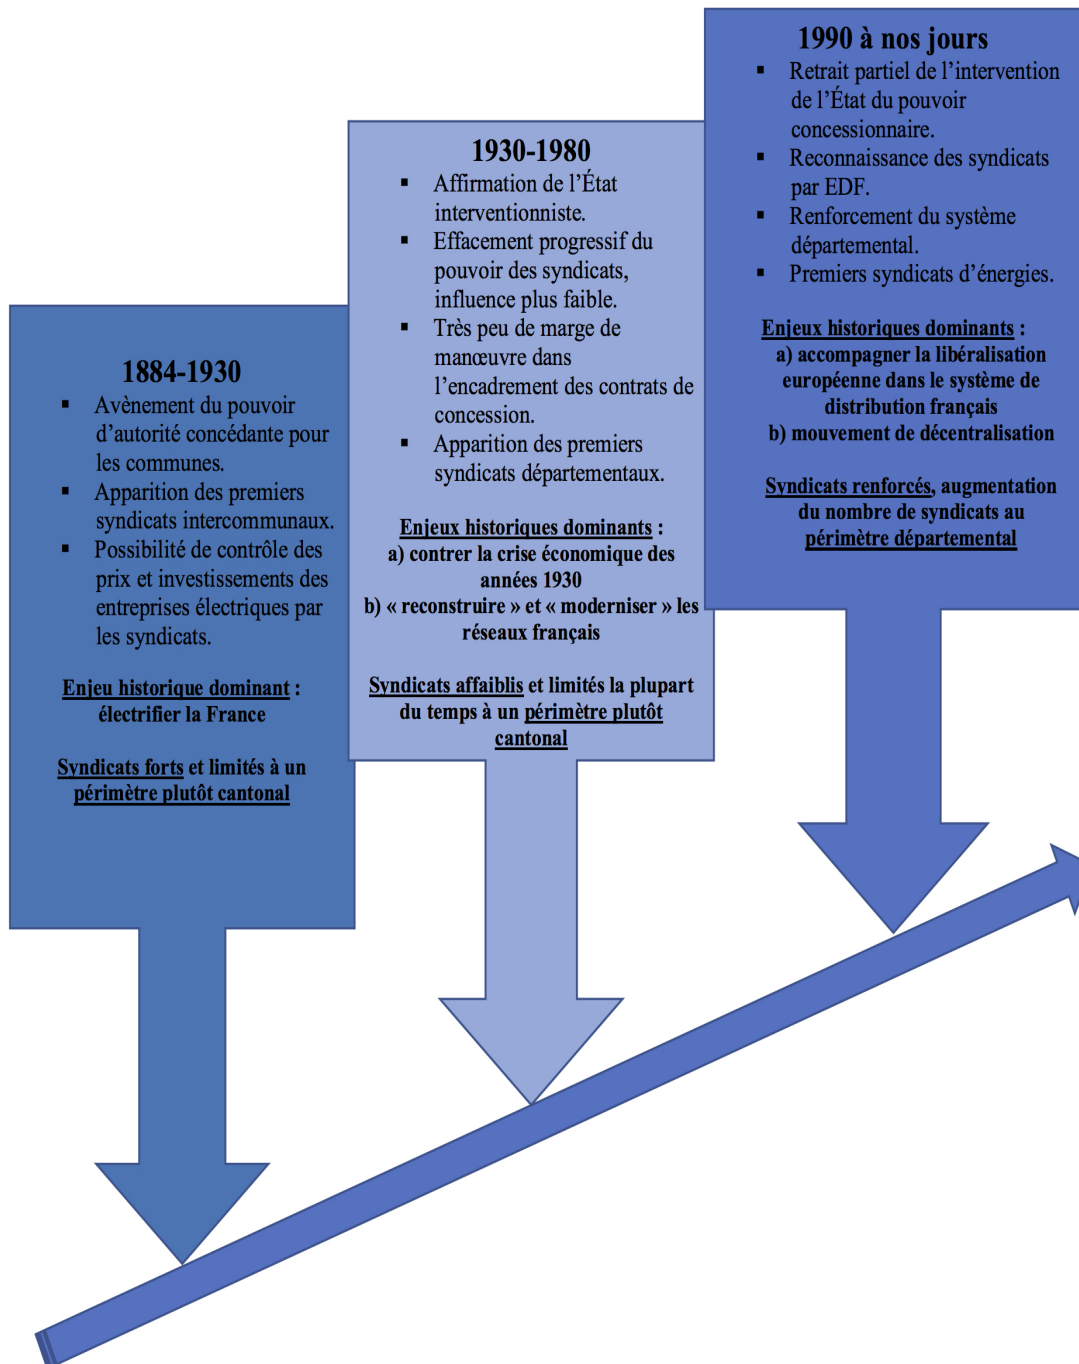 1884-1930
▪ Avènement du pouvoir
d’autorité concédante pour
les communes.
▪ Apparition des premiers
syndicats intercommunaux.
▪ Possibilité de contrôle des
prix et investissements des
entreprises électriques par
les syndicats.
Enjeu historique dominant :
électrifier la France
Syndicats forts et limités à un
périmètre plutôt cantonal
1930-1980
▪ Affirmation de l’État
interventionniste.
▪ Effacement progressif du
pouvoir des syndicats,
influence plus faible.
▪ Très peu de marge de
manœuvre dans
l’encadrement des contrats de
concession.
▪ Apparition des premiers
syndicats départementaux.
Enjeux historiques dominants :
a) contrer la crise économique des
années 1930
b) « reconstruire » et « moderniser » les
réseaux français
Syndicats affaiblis et limités la plupart
du temps à un périmètre plutôt
cantonal
1990 à nos jours
▪ Retrait partiel de l’intervention
de l’État du pouvoir
concessionnaire.
▪ Reconnaissance des syndicats
par EDF.
▪ Renforcement du système
départemental.
▪ Premiers syndicats d’énergies.
Enjeux historiques dominants :
a) accompagner la libéralisation
européenne dans le système de
distribution français
b) mouvement de décentralisation
Syndicats renforcés, augmentation
du nombre de syndicats au
périmètre départemental